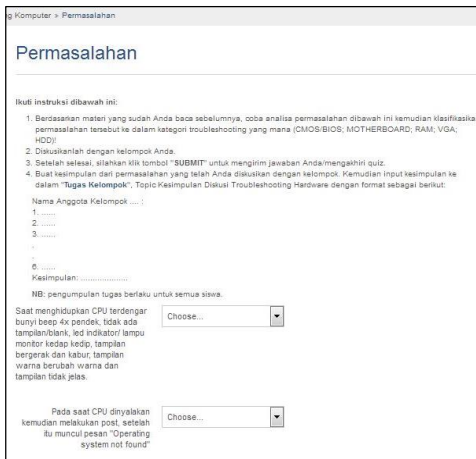 g Komputer » Permasalahan
Permasalahan
Ikuti instruksi dibawah ini:
1. Berdasarkan materi yang sudah Anda baca sebelumnya, coba analisa permasalahan dibawah ini kemudian klasifikasika
permasalahan tersebut ke dalam kategori troubleshooting yang mana (CMOS/BIOS; MOTHERBOARD; RAM; VGA;
HDD)!
2. Diskusikanlah dengan kelompok Anda.
3. Setelah selesai, silahkan klik tombol "SUBMIT" untuk mengirim jawaban Anda/mengakhiri quiz.
4. Buat kesimpulan dari permasalahan yang telah Anda diskusikan dengan kelompok. Kemudian input kesimpulan ke
dalam "Tugas Kelompok", Topic Kesimpulan Diskusi Troubleshooting Hardware dengan format sebagai berikut:
Nama Anggota Kelompok .... :
1. ......
2. ......
3. ......
.
.
6. ......
Kesimpulan: ....................
NB: pengumpulan tugas berlaku untuk semua siswa.
Saat menghidupkan CPU terdengar
bunyi beep 4x pendek, tidak ada
tampilan/blank, led indikator/ lampu
monitor kedap kedip, tampilan
bergerak dan kabur, tampilan
warna berubah warna dan
tampilan tidak jelas.
Choose...
Pada saat CPU dinyalakan
kemudian melakukan post, setelah
itu muncul pesan "Operating
system not found"
Choose...